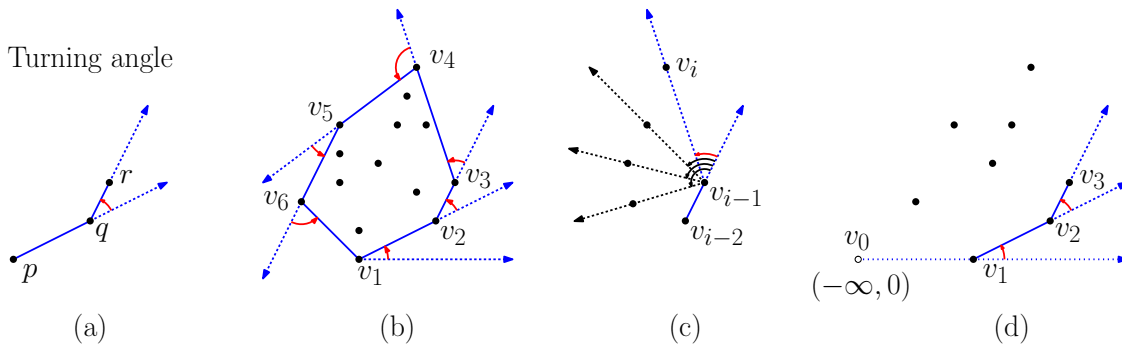 Turning angle
p
q
r
(a)
v₁
v₂
v₃
v₄
v₅
v₆
(b)
vᵢ
vᵢ₋₁
vᵢ₋₂
(c)
v₀
(−∞, 0)
v₁
v₂
v₃
(d)